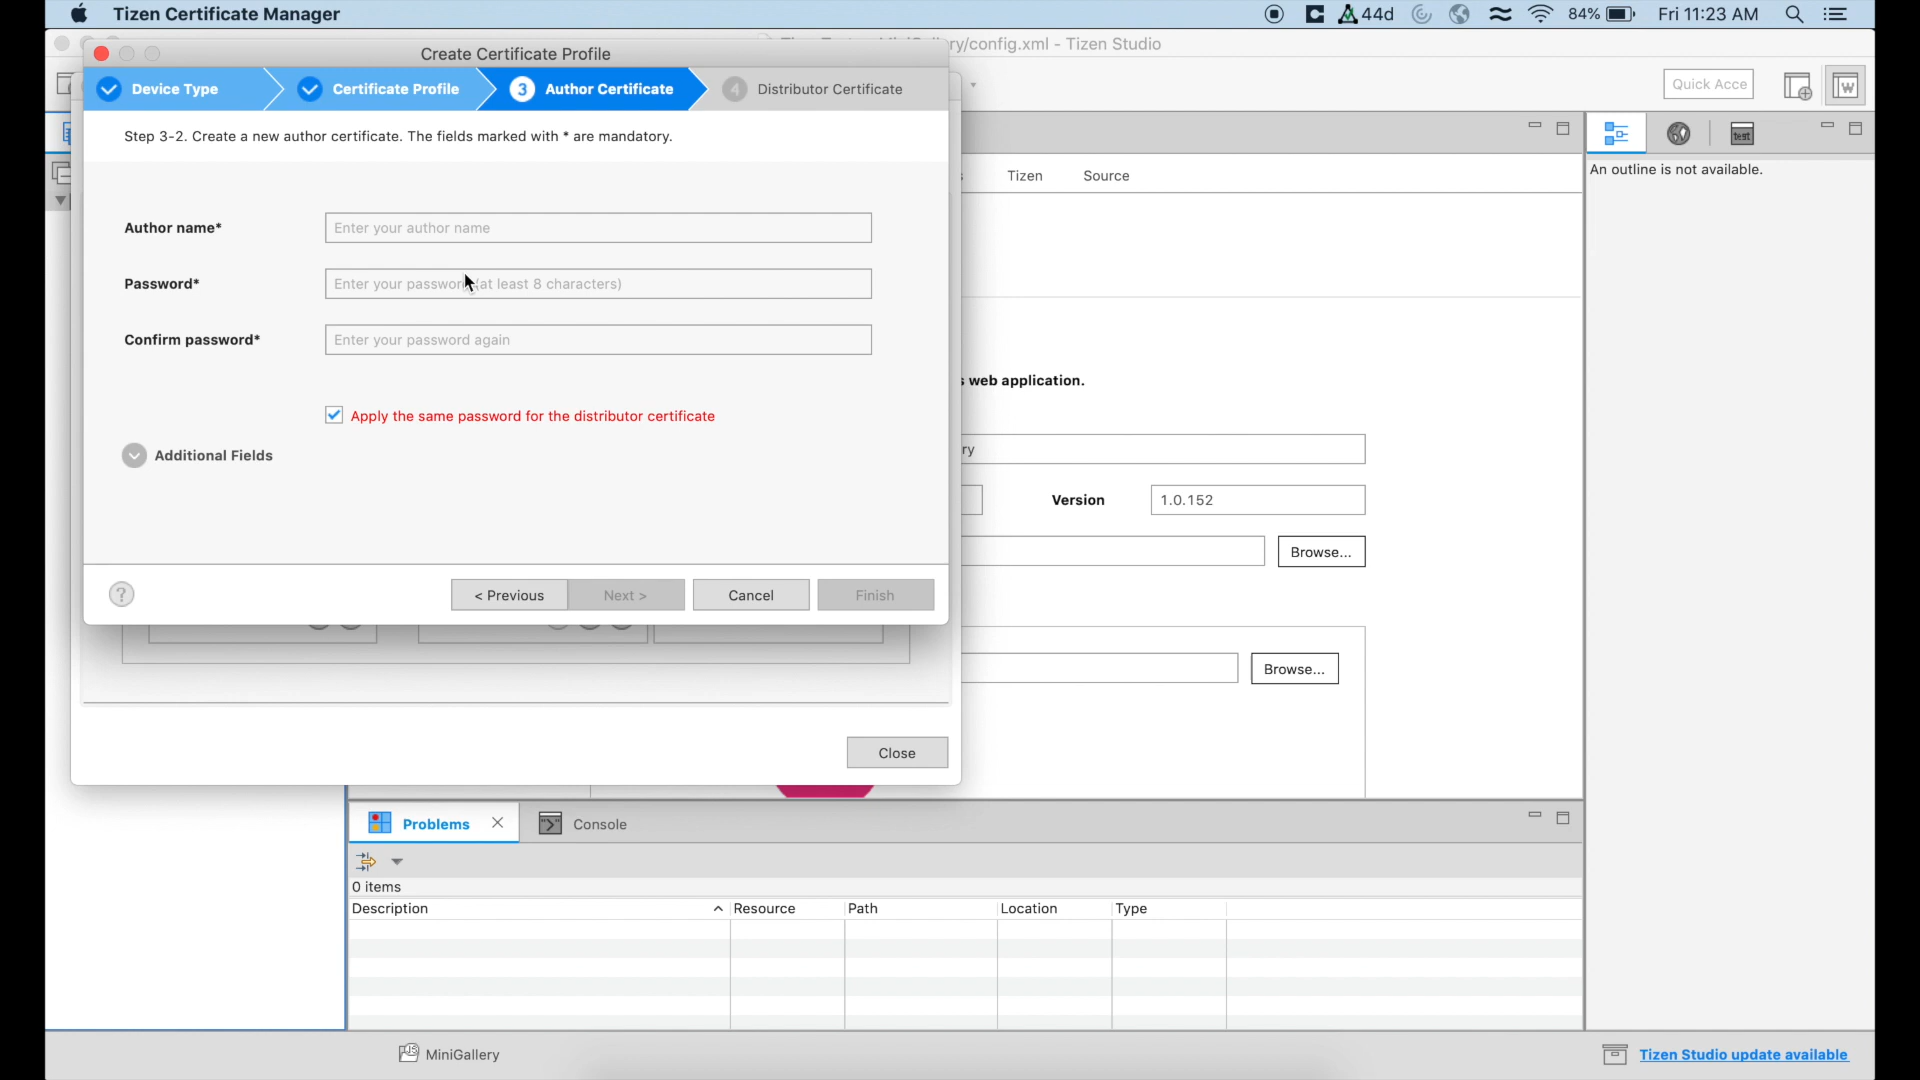 Tizen Certificate Manager
44d
84%
Fri 11:23 AM
ry/config.xml - Tizen Studio
Create Certificate Profile
Device Type
Certificate Profile
3
Author Certificate
4
Distributor Certificate
Quick Acce
W
Step 3-2. Create a new author certificate. The fields marked with * are mandatory.
test
Tizen
Source
An outline is not available.
Author name*
Enter your author name
Password*
Enter your password (at least 8 characters)
Confirm password*
Enter your password again
s web application.
Apply the same password for the distributor certificate
Additional Fields
ry
Version
1.0.152
Browse...
?
< Previous
Next >
Cancel
Finish
Browse...
Close
Problems
Console
0 items
Description
Resource
Path
Location
Type
JS
MiniGallery
Tizen Studio update available